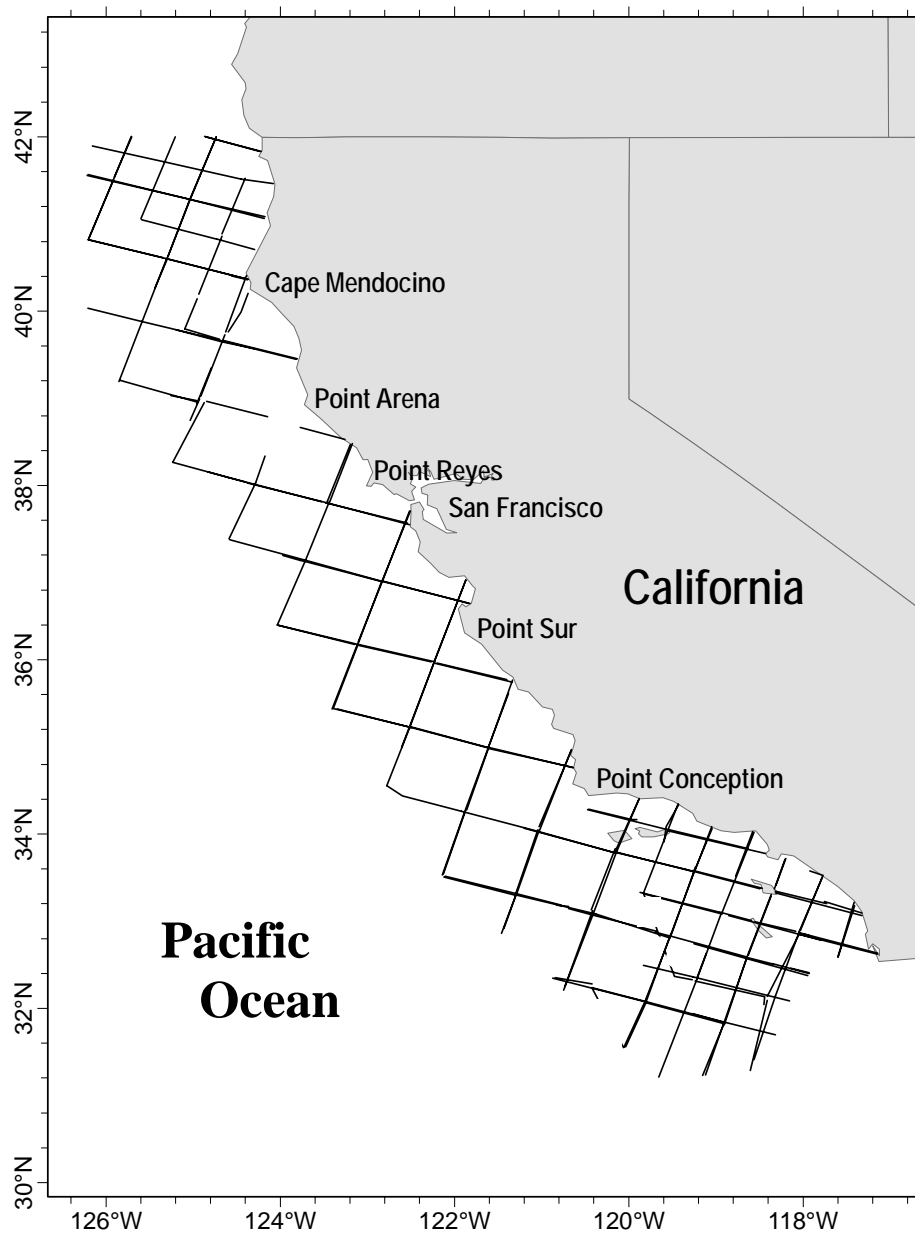 42°N
Cape Mendocino
40°N
Point Arena
Point Reyes
38°N
San Francisco
California
Point Sur
36°N
Point Conception
34°N
Pacific
Ocean
32°N
30°N
126°W 124°W 122°W 120°W 118°W